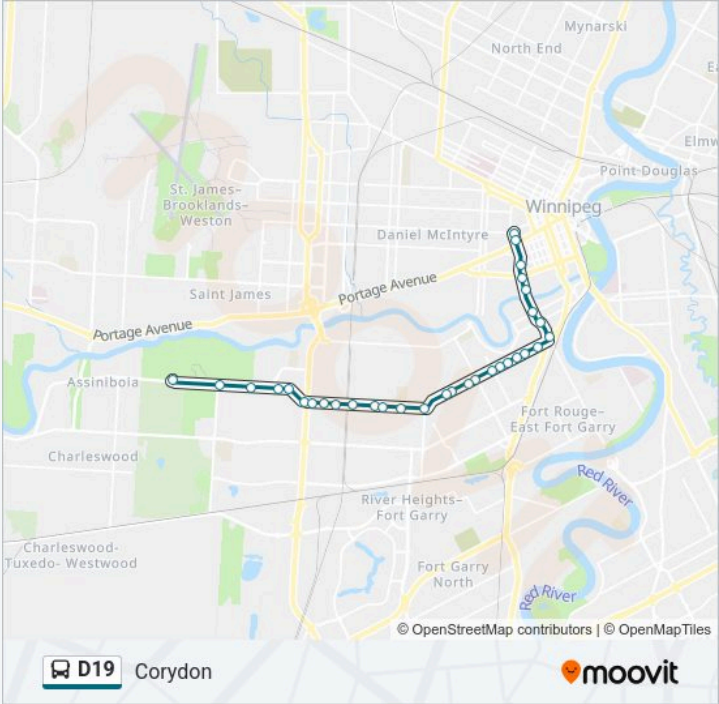 Mynarski
North End
Elmw
Point-Douglas
St. James–
Brooklands–
Weston
Winnipeg
Daniel McIntyre
Portage Avenue
Saint James
Portage Avenue
Assiniboia
Fort Rouge–
East Fort Garry
Charleswood
Red River
River Heights–
Fort Garry
Charleswood-
Tuxedo- Westwood
Fort Garry
North
Red River
© OpenStreetMap contributors | © OpenMapTiles
D19 Corydon
moovit